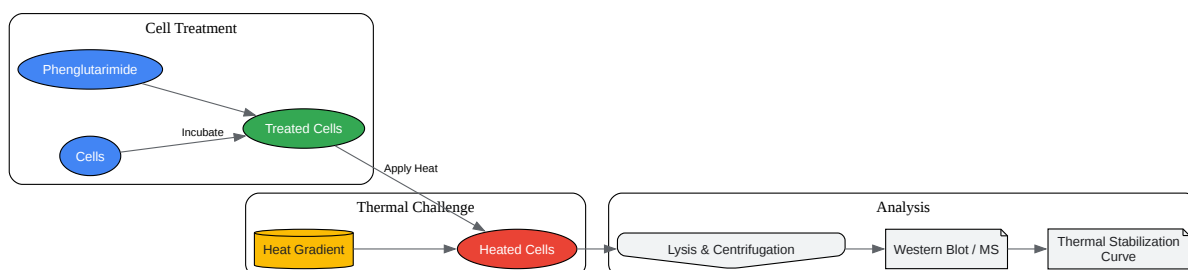 Cell Treatment
Phenglutarimide
Cells
Incubate
Treated Cells
Apply Heat
Thermal Challenge
Heat Gradient
Heated Cells
Analysis
Lysis & Centrifugation
Western Blot / MS
Thermal Stabilization
Curve